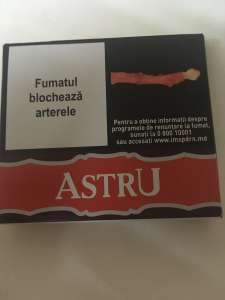 Fumatul
blochează
arterele
Pentru a obține informații despre
programele de renunțare la fumat,
sunați la 0 800 10001
sau accesați www.imsparn.md
ASTRU